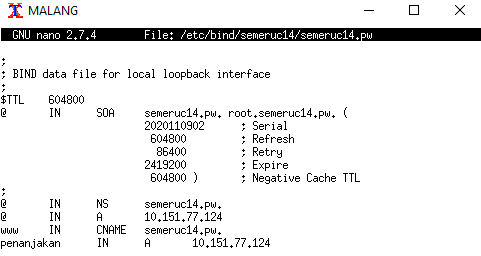 MALANG
GNU nano 2.7.4 File: /etc/bind/semeruc14/semeruc14.pw
;
; BIND data file for local loopback interface
;
$TTL 604800
@ IN SOA semeruc14.pw. root.semeruc14.pw. (
2020110902 ; Serial
604800 ; Refresh
86400 ; Retry
2419200 ; Expire
604800 ) ; Negative Cache TTL
;
@ IN NS semeruc14.pw.
@ IN A 10.151.77.124
www IN CNAME semeruc14.pw.
penanjakan IN A 10.151.77.124